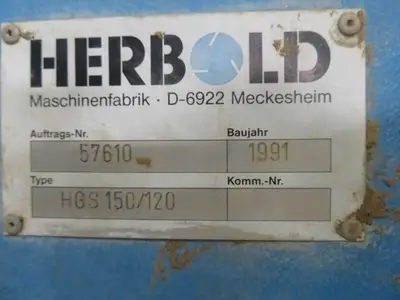 HERBOLD
Maschinenfabrik · D-6922 Meckesheim
Auftrags-Nr. Baujahr
57610 1991
Type Komm.-Nr.
HGS 150/120